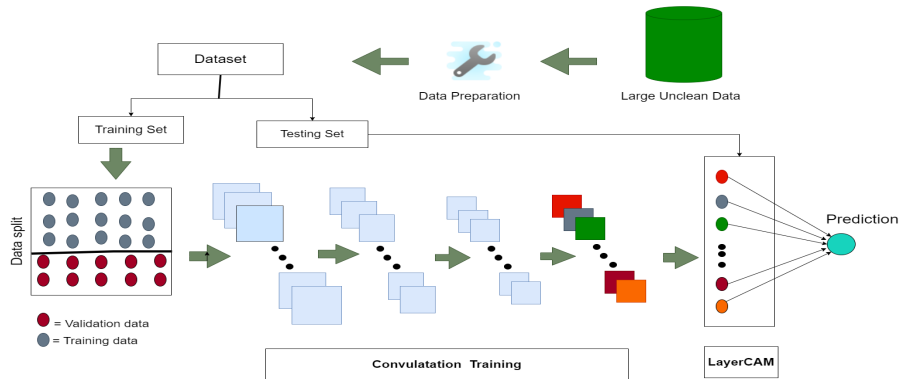 Dataset
Data Preparation
Large Unclean Data
Training Set
Testing Set
Data split
Prediction
= Validation data
= Training data
Convulatation Training
LayerCAM